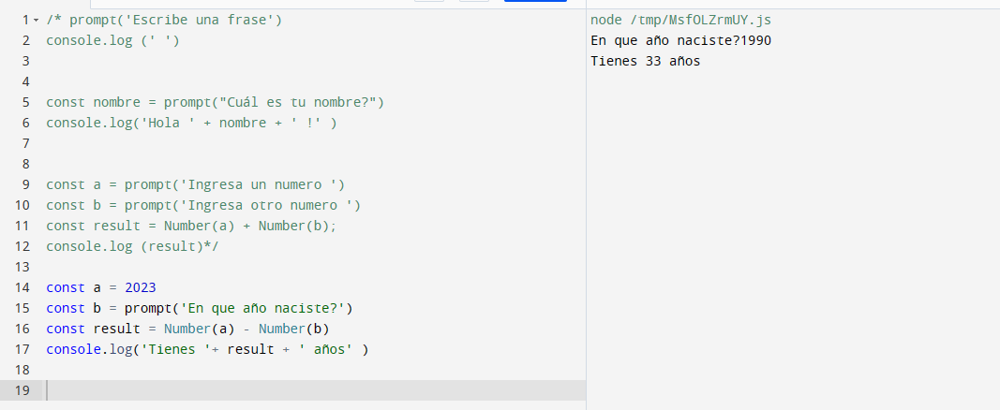 1 /* prompt('Escribe una frase')
2 console.log (' ')
3
4
5 const nombre = prompt("Cuál es tu nombre?")
6 console.log('Hola ' + nombre + ' !' )
7
8
9 const a = prompt('Ingresa un numero ')
10 const b = prompt('Ingresa otro numero ')
11 const result = Number(a) + Number(b);
12 console.log (result)*/
13
14 const a = 2023
15 const b = prompt('En que año naciste?')
16 const result = Number(a) - Number(b)
17 console.log('Tienes '+ result + ' años' )
18
19
node /tmp/MsfOLZrmUY.js
En que año naciste?1990
Tienes 33 años